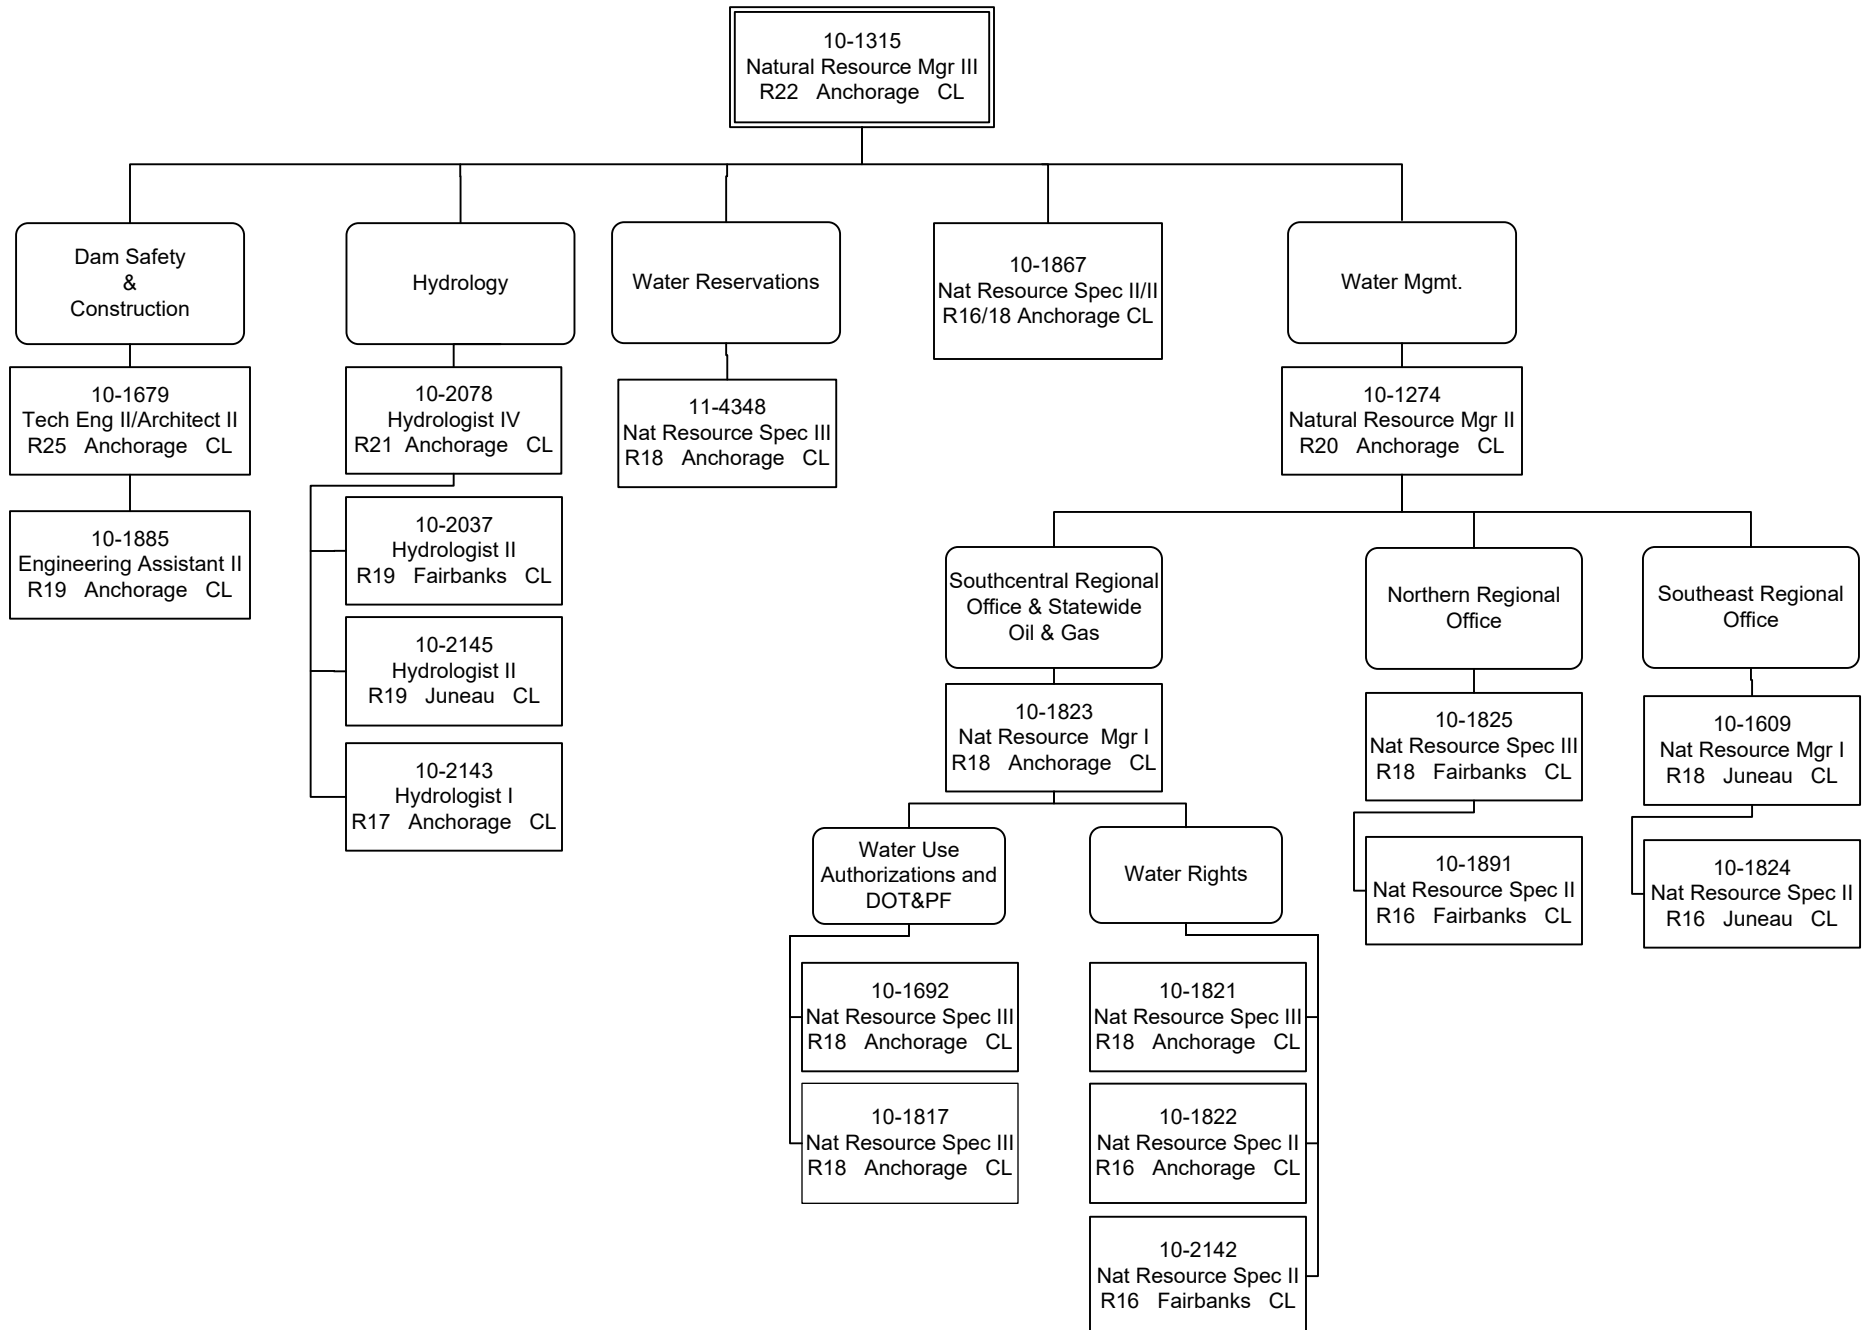 10-1315
Natural Resource Mgr III
R22 Anchorage CL
Dam Safety
&
Construction
Hydrology
Water Reservations
10-1867
Nat Resource Spec II/II
R16/18 Anchorage CL
Water Mgmt.
10-1679
Tech Eng II/Architect II
R25 Anchorage CL
10-1885
Engineering Assistant II
R19 Anchorage CL
10-2078
Hydrologist IV
R21 Anchorage CL
10-2037
Hydrologist II
R19 Fairbanks CL
10-2145
Hydrologist II
R19 Juneau CL
10-2143
Hydrologist I
R17 Anchorage CL
11-4348
Nat Resource Spec III
R18 Anchorage CL
10-1274
Natural Resource Mgr II
R20 Anchorage CL
Southcentral Regional
Office & Statewide
Oil & Gas
10-1823
Nat Resource Mgr I
R18 Anchorage CL
Water Use
Authorizations and
DOT&PF
10-1692
Nat Resource Spec III
R18 Anchorage CL
10-1817
Nat Resource Spec III
R18 Anchorage CL
Water Rights
10-1821
Nat Resource Spec III
R18 Anchorage CL
10-1822
Nat Resource Spec II
R16 Anchorage CL
10-2142
Nat Resource Spec II
R16 Fairbanks CL
Northern Regional
Office
10-1825
Nat Resource Spec III
R18 Fairbanks CL
10-1891
Nat Resource Spec II
R16 Fairbanks CL
Southeast Regional
Office
10-1609
Nat Resource Mgr I
R18 Juneau CL
10-1824
Nat Resource Spec II
R16 Juneau CL